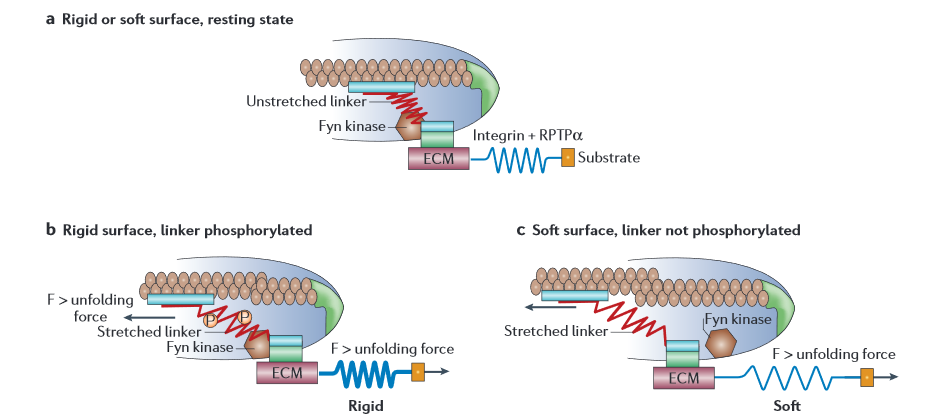 a Rigid or soft surface, resting state
Unstretched linker
Fyn kinase
Integrin + RPTPα
ECM
Substrate
b Rigid surface, linker phosphorylated
F > unfolding
force
P
P
Stretched linker
Fyn kinase
F > unfolding force
ECM
Rigid
c Soft surface, linker not phosphorylated
Stretched linker
Fyn kinase
F > unfolding force
ECM
Soft